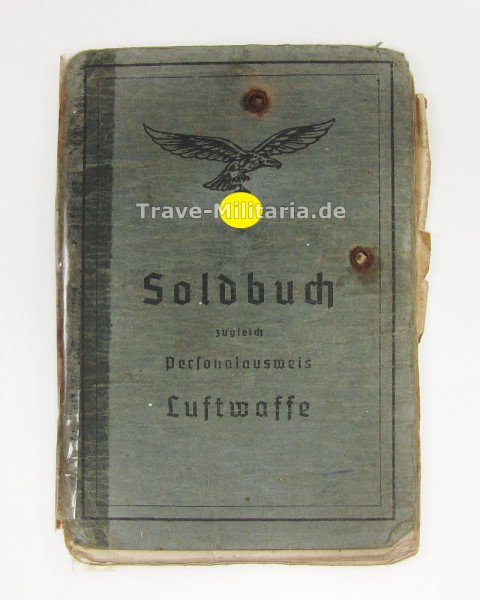 Trave-Militaria.de
Soldbuch
zugleich
Personalausweis
Luftwaffe